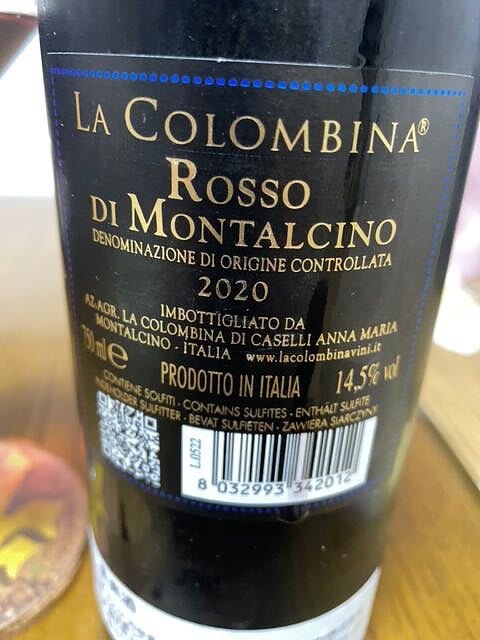 LA COLOMBINA®
ROSSO
DI MONTALCINO
DENOMINAZIONE DI ORIGINE CONTROLLATA
2020
IMBOTTIGLIATO DA
AZ.AGR. LA COLOMBINA DI CASELLI ANNA MARIA
MONTALCINO - ITALIA www.lacolombinavini.it
750 ml e PRODOTTO IN ITALIA 14,5% vol
CONTIENE SOLFITI - CONTAINS SULFITES - ENTHÄLT SULFITE
INDEHOLDER SULFITTER - BEVAT SULFIETEN - ZAWIERA SIARCZYNY
L.0522
8 032993 342012